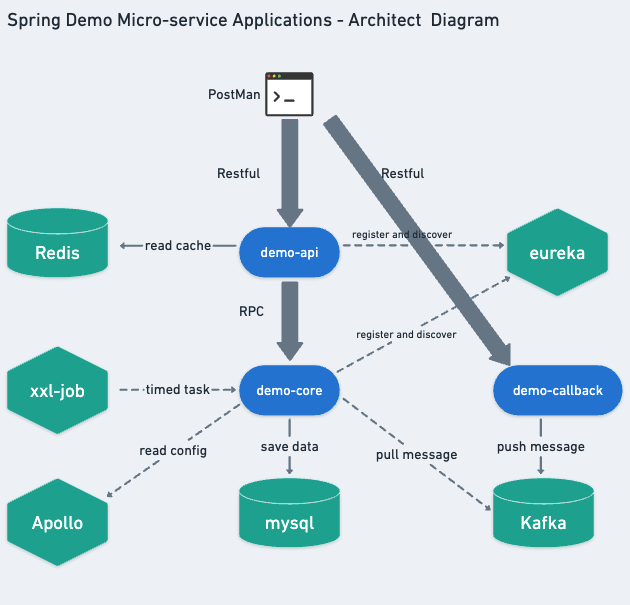 Spring Demo Micro-service Applications - Architect Diagram
PostMan
Restful
Restful
Redis
read cache
demo-api
register and discover
eureka
RPC
register and discover
xxl-job
timed task
demo-core
demo-callback
read config
save data
pull message
push message
Apollo
mysql
Kafka